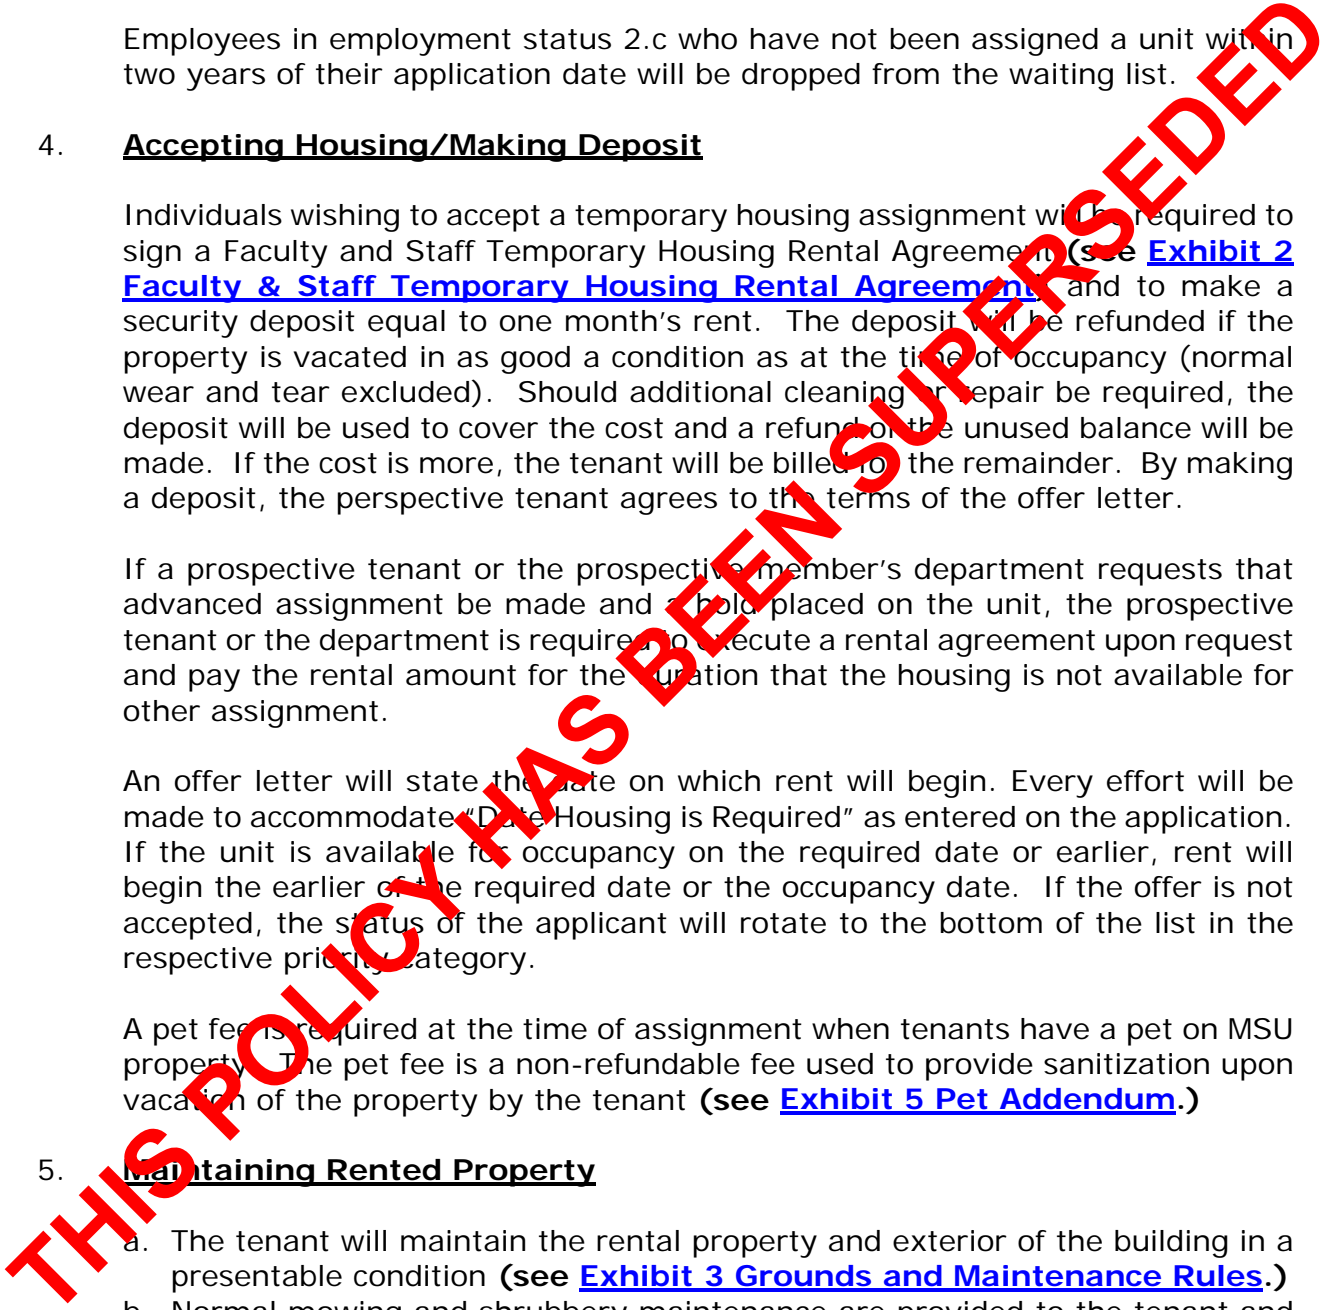 Employees in employment status 2.c who have not been assigned a unit within
two years of their application date will be dropped from the waiting list.
4. Accepting Housing/Making Deposit
Individuals wishing to accept a temporary housing assignment will be required to
sign a Faculty and Staff Temporary Housing Rental Agreement (see Exhibit 2
Faculty & Staff Temporary Housing Rental Agreement) and to make a
security deposit equal to one month's rent. The deposit will be refunded if the
property is vacated in as good a condition as at the time of occupancy (normal
wear and tear excluded). Should additional cleaning or repair be required, the
deposit will be used to cover the cost and a refund of the unused balance will be
made. If the cost is more, the tenant will be billed for the remainder. By making
a deposit, the perspective tenant agrees to the terms of the offer letter.
If a prospective tenant or the prospective member's department requests that
advanced assignment be made and a hold placed on the unit, the prospective
tenant or the department is required to execute a rental agreement upon request
and pay the rental amount for the duration that the housing is not available for
other assignment.
An offer letter will state the date on which rent will begin. Every effort will be
made to accommodate "Date Housing is Required" as entered on the application.
If the unit is available for occupancy on the required date or earlier, rent will
begin the earlier of the required date or the occupancy date. If the offer is not
accepted, the status of the applicant will rotate to the bottom of the list in the
respective priority category.
A pet fee is required at the time of assignment when tenants have a pet on MSU
property. The pet fee is a non-refundable fee used to provide sanitization upon
vacation of the property by the tenant (see Exhibit 5 Pet Addendum.)
5. Maintaining Rented Property
a. The tenant will maintain the rental property and exterior of the building in a
presentable condition (see Exhibit 3 Grounds and Maintenance Rules.)
b. Normal mowing and shrubbery maintenance are provided to the tenant and
THIS POLICY HAS BEEN SUPERSEDED